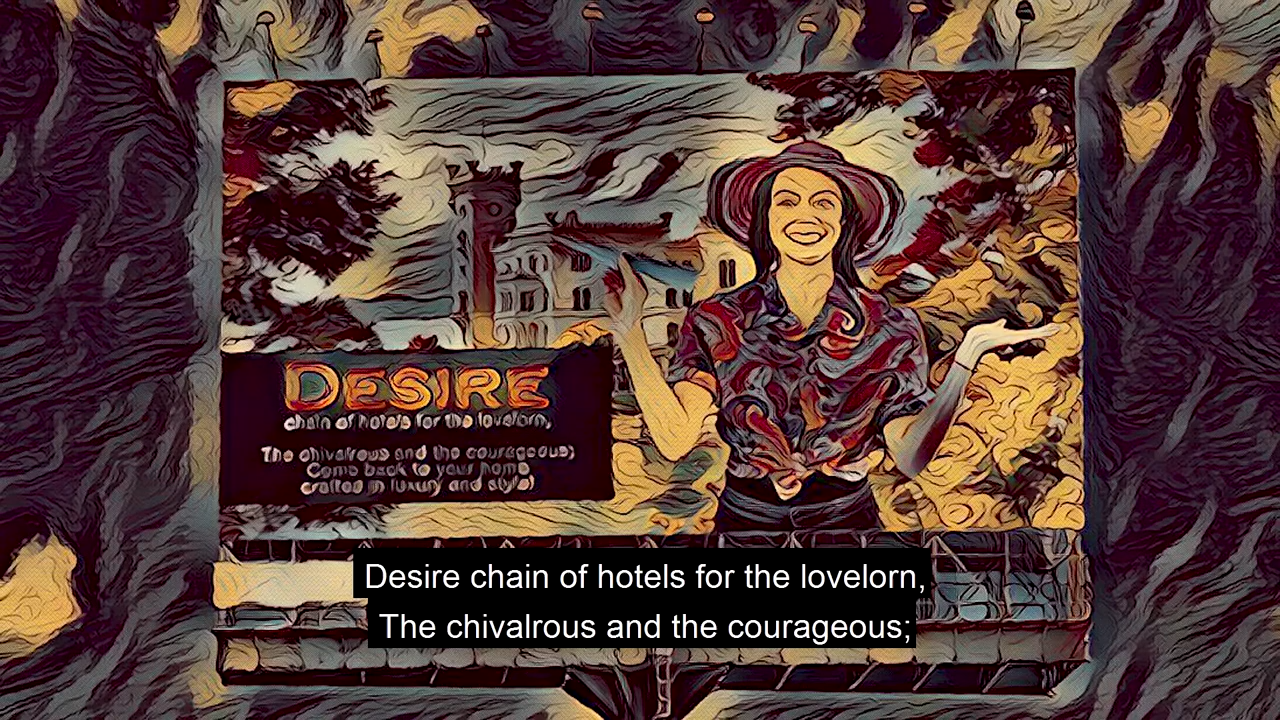 DESIRE
chain of hotels for the lovelorn,
The chivalrous and the courageous;
Come back to your home
crafted in luxury and style!
Desire chain of hotels for the lovelorn,
The chivalrous and the courageous;